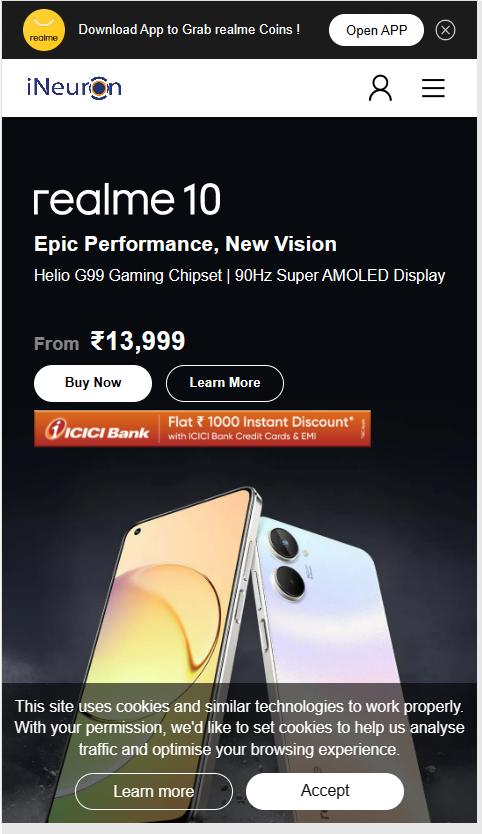 realme
Download App to Grab realme Coins !
Open APP
iNeuron
realme 10
Epic Performance, New Vision
Helio G99 Gaming Chipset | 90Hz Super AMOLED Display
From ₹13,999
Buy Now
Learn More
ICICI Bank
Flat ₹ 1000 Instant Discount*
with ICICI Bank Credit Cards & EMI
This site uses cookies and similar technologies to work properly.
With your permission, we'd like to set cookies to help us analyse
traffic and optimise your browsing experience.
Learn more
Accept
realme